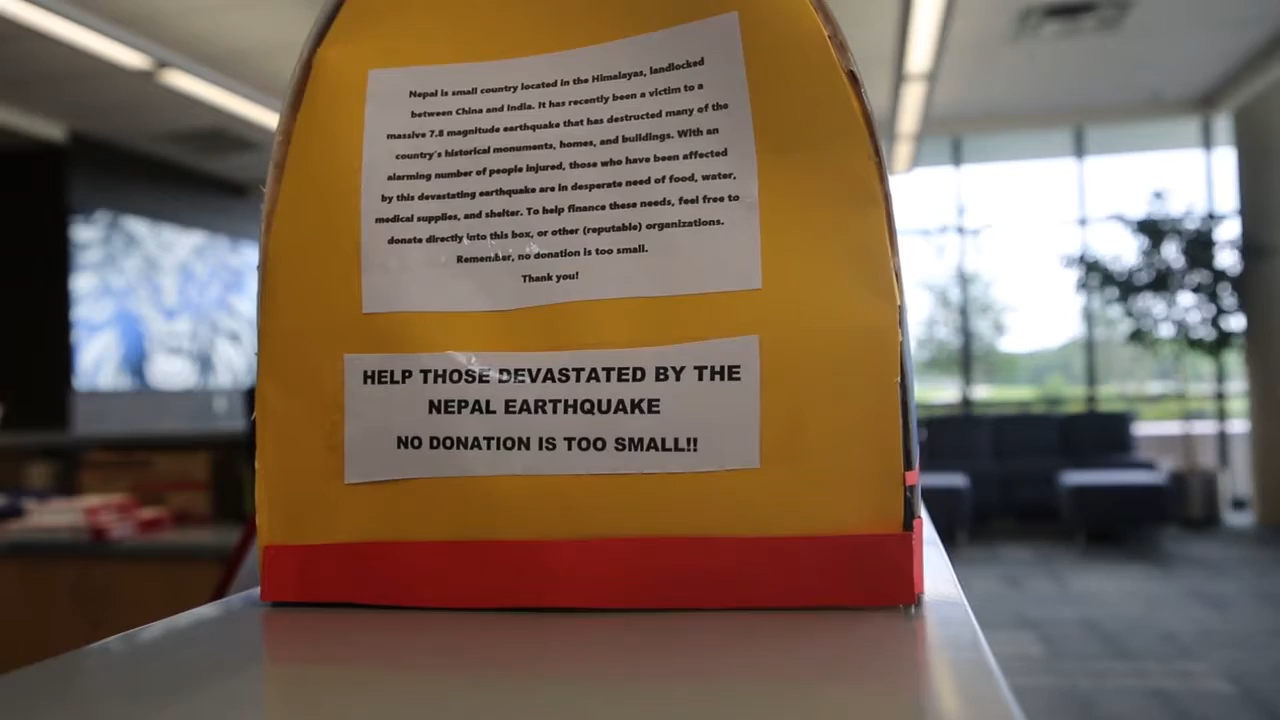 Nepal is small country located in the Himalayas, landlocked
between China and India. It has recently been a victim to a
massive 7.8 magnitude earthquake that has destructed many of the
country's historical monuments, homes, and buildings. With an
alarming number of people injured, those who have been affected
by this devastating earthquake are in desperate need of food, water,
medical supplies, and shelter. To help finance these needs, feel free to
donate directly into this box, or other (reputable) organizations.
Remember, no donation is too small.
Thank you!
HELP THOSE DEVASTATED BY THE
NEPAL EARTHQUAKE
NO DONATION IS TOO SMALL!!